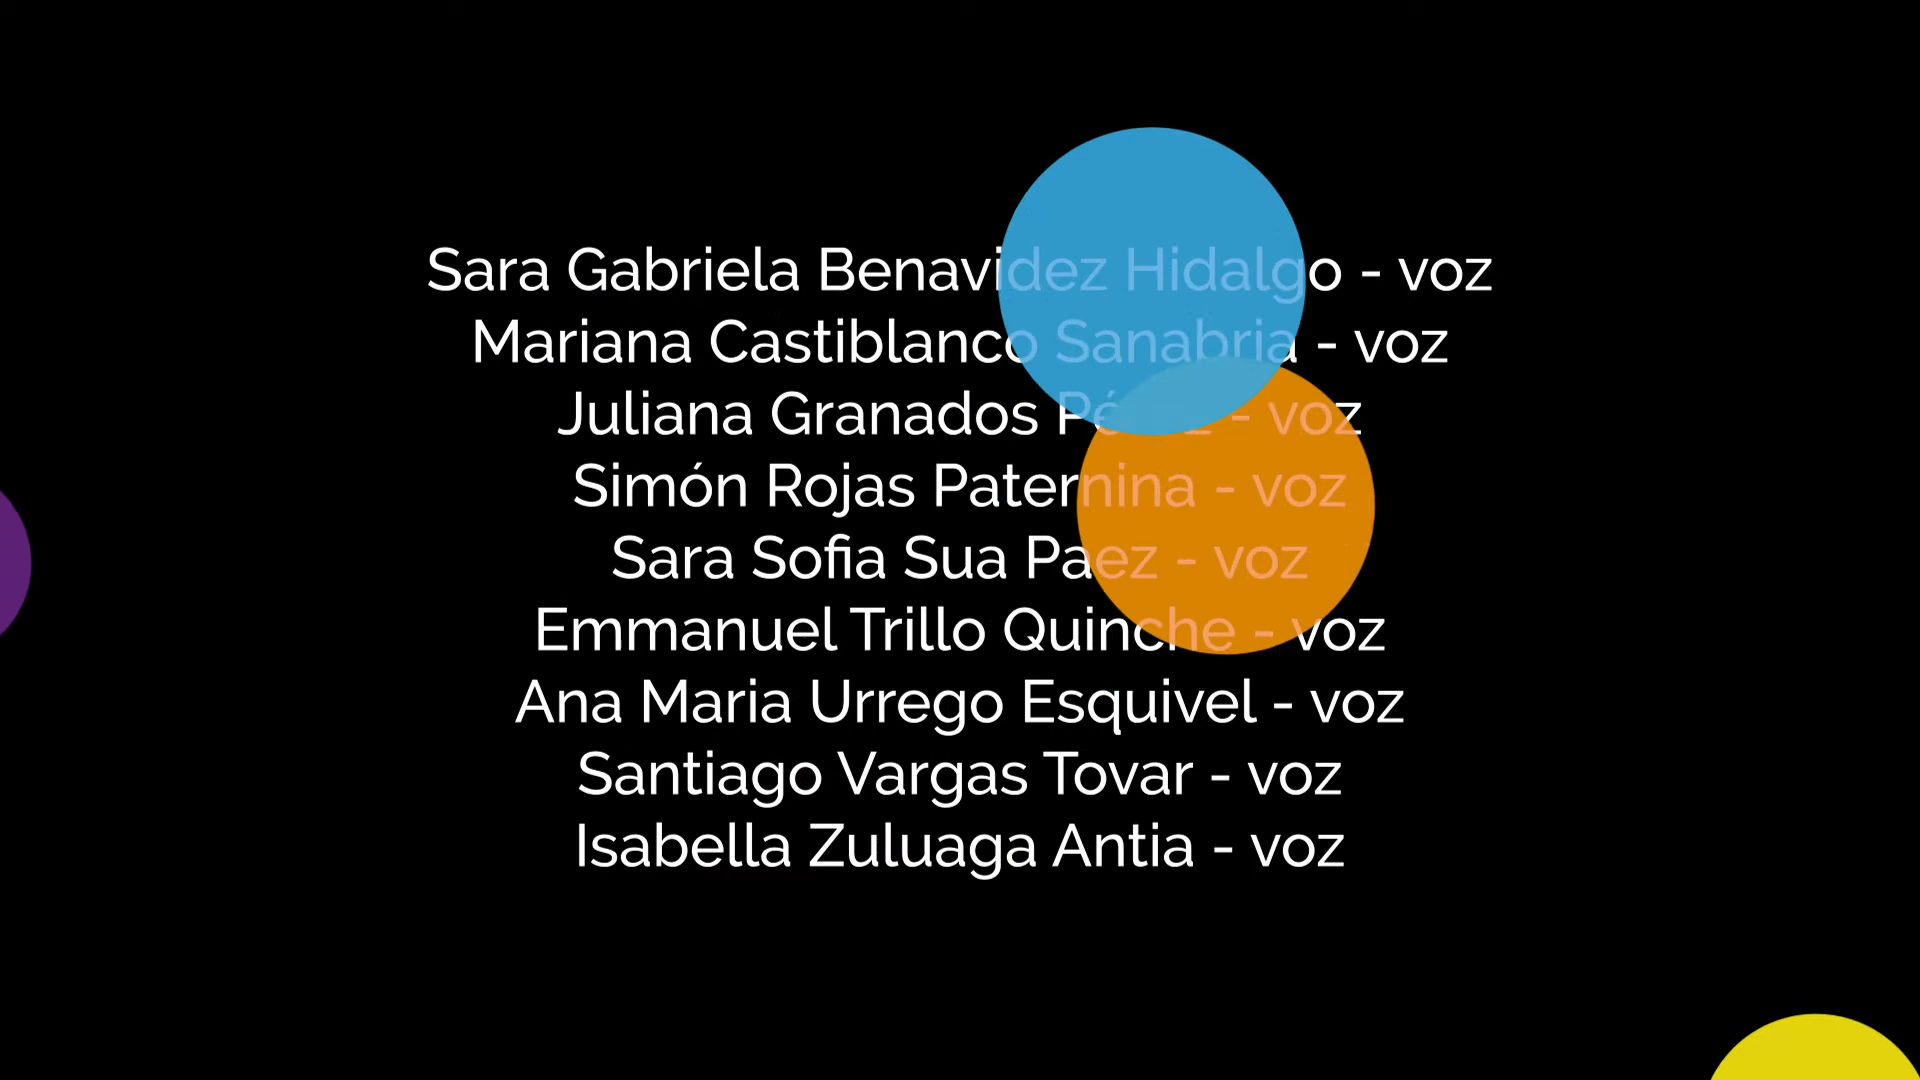 Sara Gabriela Benavidez Hidalgo - voz
Mariana Castiblanco Sanabria - voz
Juliana Granados Pérez - voz
Simón Rojas Paternina - voz
Sara Sofia Sua Paez - voz
Emmanuel Trillo Quinche - voz
Ana Maria Urrego Esquivel - voz
Santiago Vargas Tovar - voz
Isabella Zuluaga Antia - voz